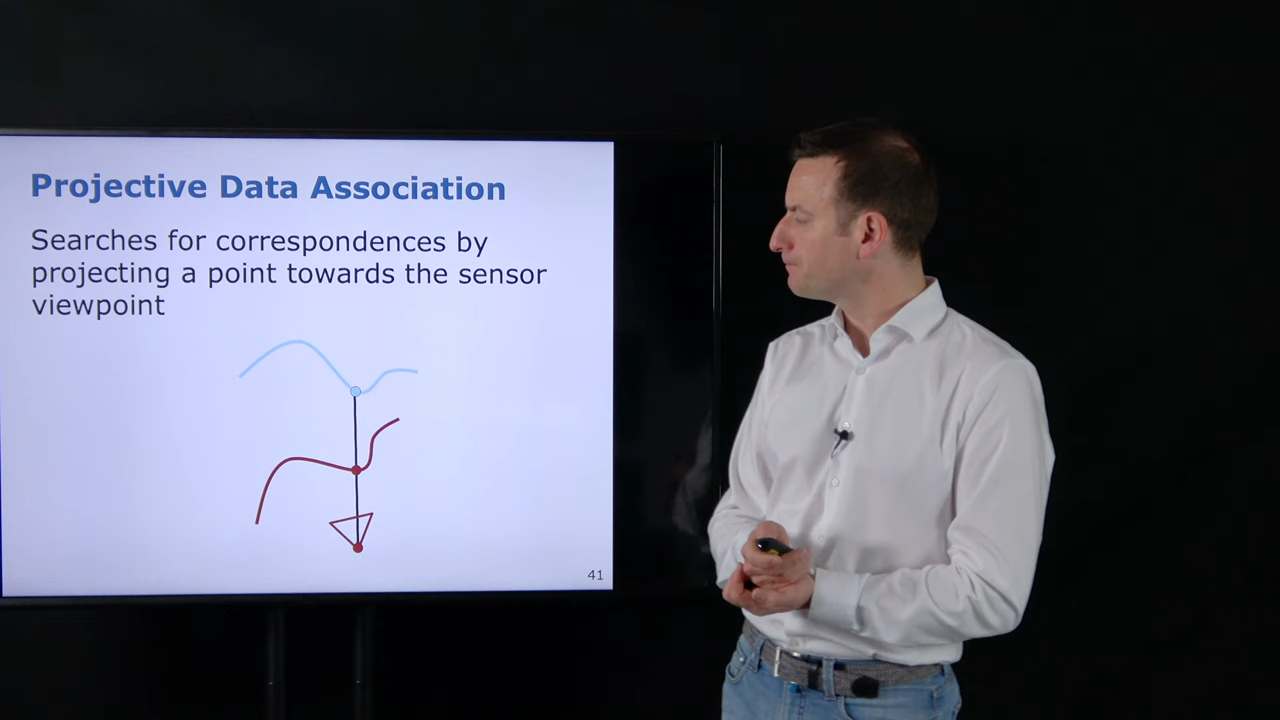 Projective Data Association
Searches for correspondences by
projecting a point towards the sensor
viewpoint
41